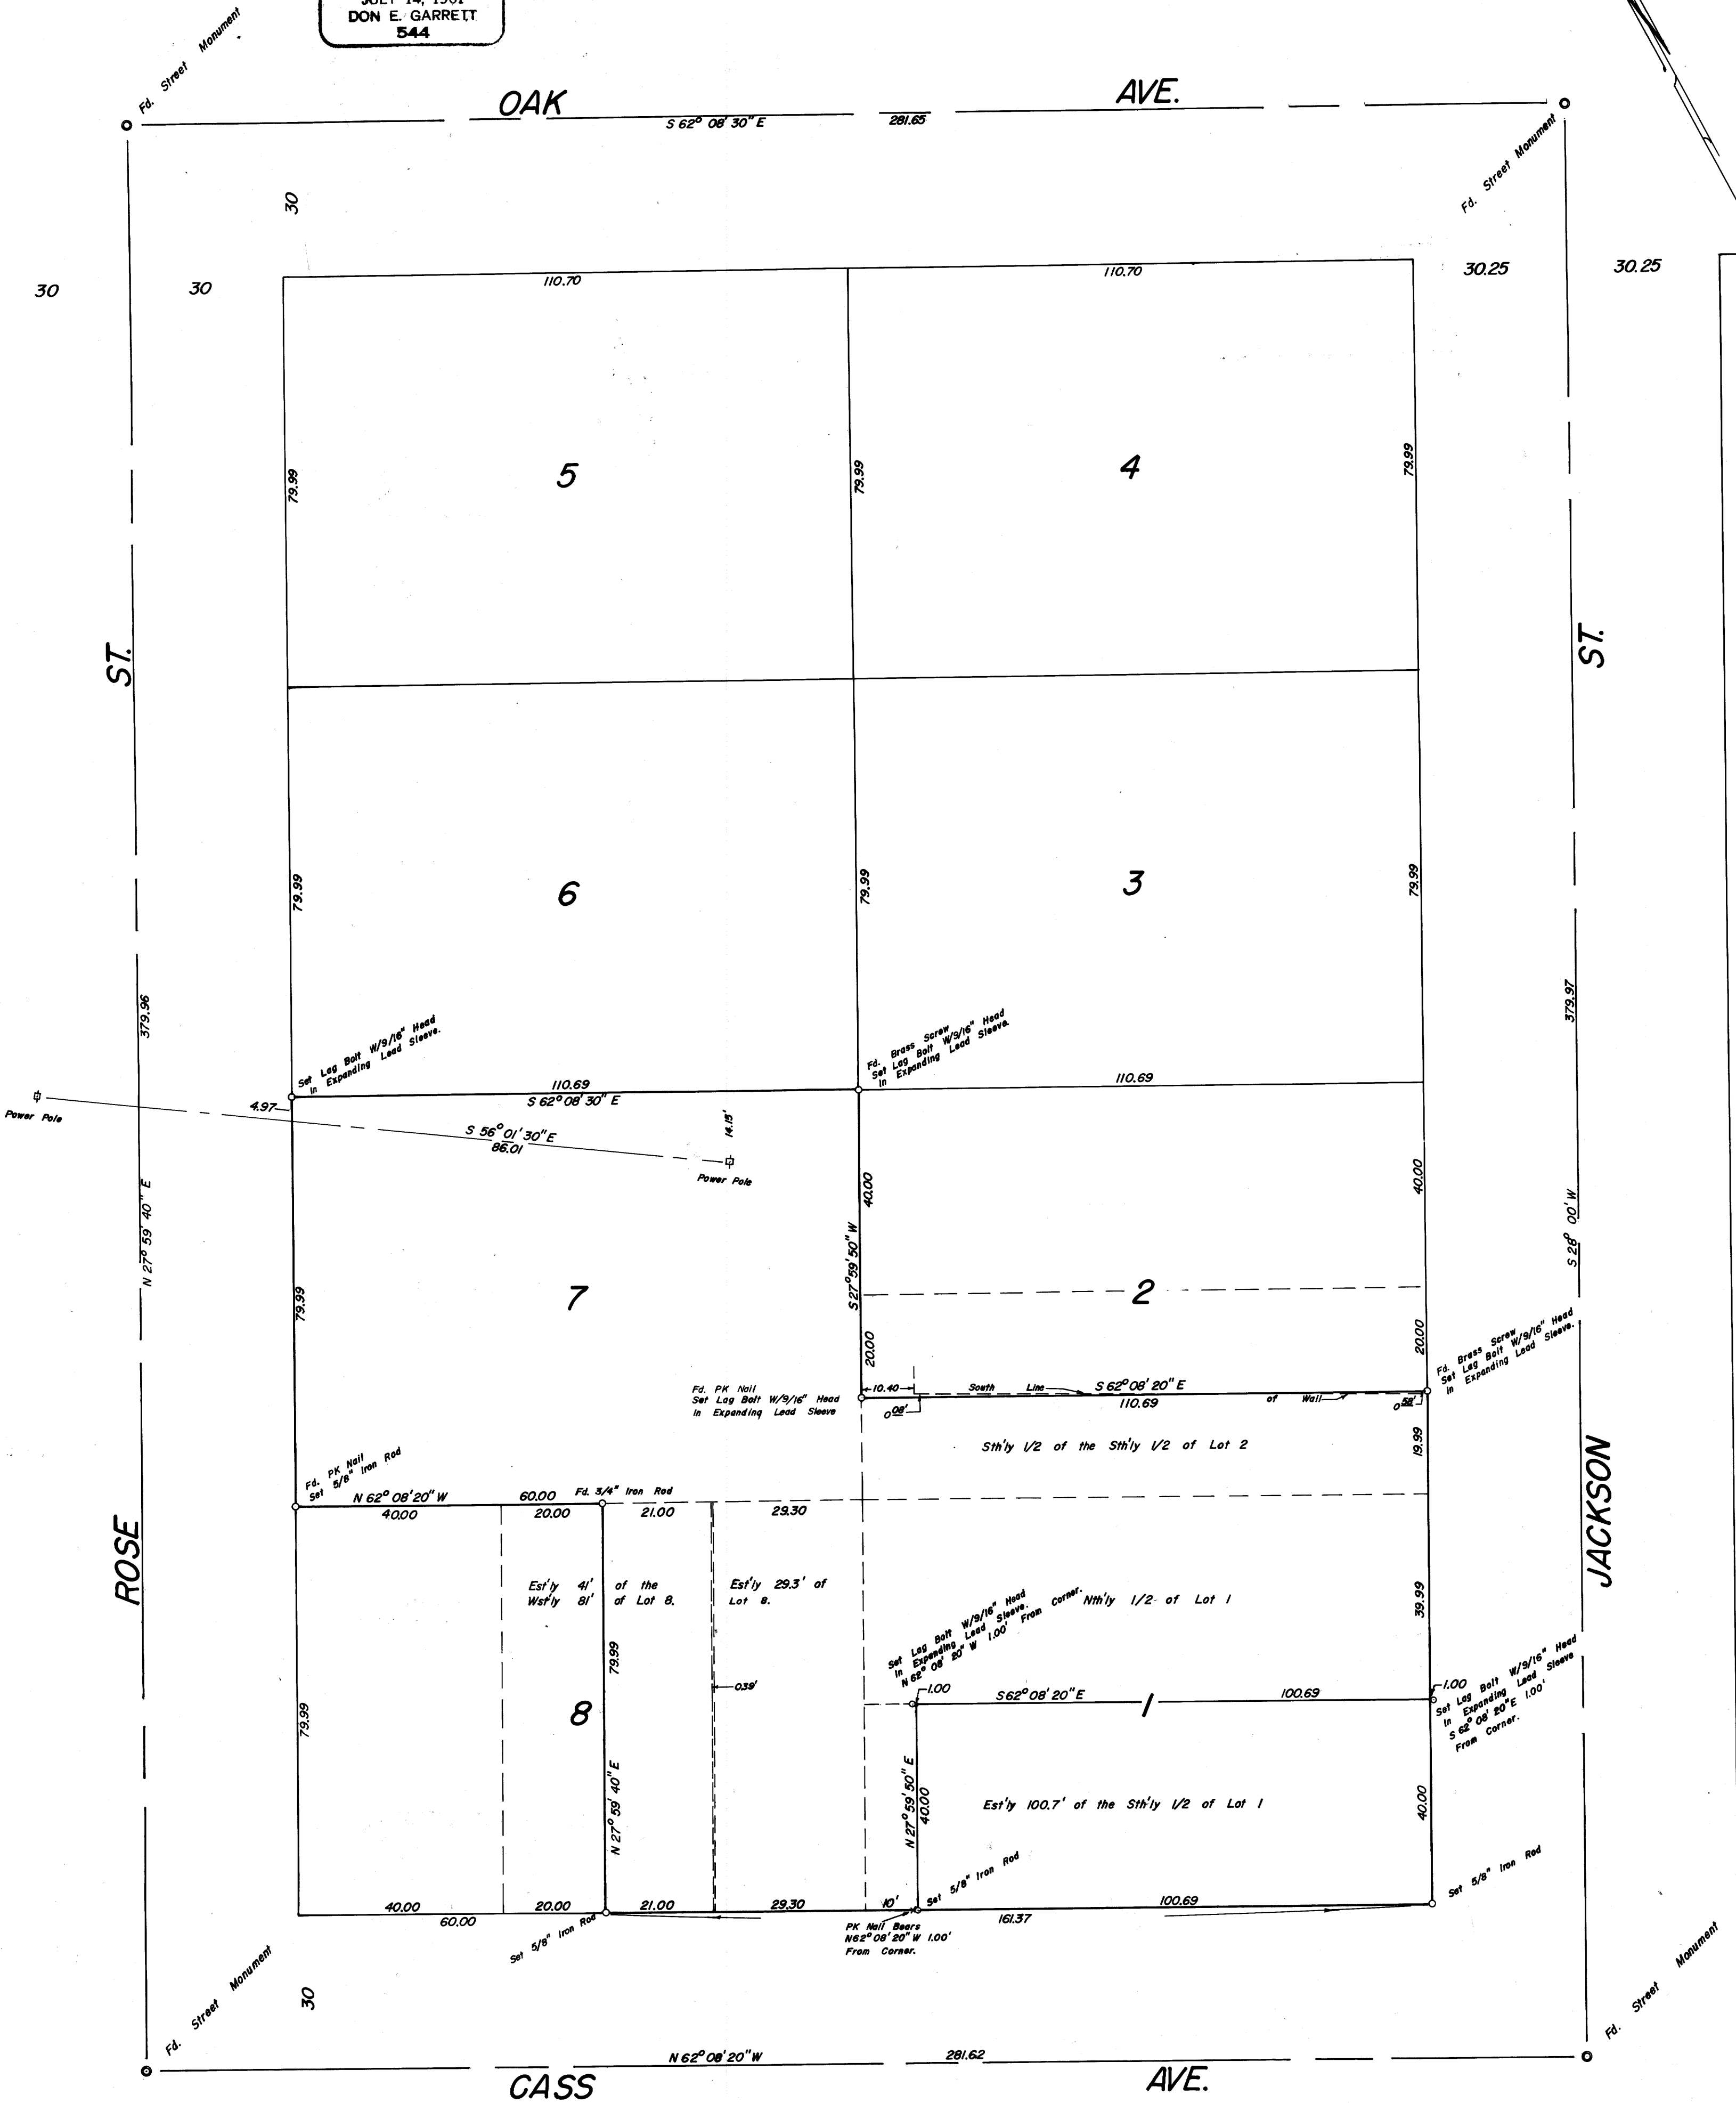 DON E. GARRETT
544
Fd. Street Monument
OAK AVE.
S 62° 08' 30" E 281.65
Fd. Street Monument
30
30
30
110.70
110.70
30.25
30.25
5
4
79.99
79.99
79.99
ST.
ST.
6
3
79.99
79.99
79.99
379.96
379.97
Set Lag Bolt W/9/16" Head
In Expanding Lead Sleeve.
Fd. Brass Screw
Set Lag Bolt W/9/16" Head
In Expanding Lead Sleeve.
110.69
S 62° 08' 30" E
110.69
Power Pole
4.97
S 56° 01' 30" E
86.01
14.15'
Power Pole
40.00
40.00
N 27° 59' 40" E
S 27° 59' 50" W
S 28° 00' W
7
2
79.99
20.00
20.00
Fd. Brass Screw
Set Lag Bolt W/9/16" Head
In Expanding Lead Sleeve.
Fd. PK Nail
Set Lag Bolt W/9/16" Head
In Expanding Lead Sleeve
10.40
South Line
S 62° 08' 20" E
of Wall
110.69
0.08'
0.58'
Sth'ly 1/2 of the Sth'ly 1/2 of Lot 2
19.99
Fd. PK Nail
Set 5/8" Iron Rod
N 62° 08' 20" W
60.00
Fd. 3/4" Iron Rod
40.00
20.00
21.00
29.30
ROSE
JACKSON
Est'ly 41' of the
Wst'ly 81' of Lot 8.
Est'ly 29.3' of
Lot 8.
Set Lag Bolt W/9/16" Head
In Expanding Lead Sleeve.
N 62° 08' 20" W 1.00' From Corner.
Nth'ly 1/2 of Lot 1
39.99
79.99
79.99
8
039'
1.00
S 62° 08' 20" E
1
100.69
1.00
Set Lag Bolt W/9/16" Head
In Expanding Lead Sleeve
S 62° 08' 20" E 1.00'
From Corner.
N 27° 59' 40" E
N 27° 59' 50" E
40.00
Est'ly 100.7' of the Sth'ly 1/2 of Lot 1
40.00
Set 5/8" Iron Rod
Set 5/8" Iron Rod
40.00
20.00
21.00
29.30
10'
100.69
60.00
161.37
Set 5/8" Iron Rod
PK Nail Bears
N 62° 08' 20" W 1.00'
From Corner.
30
Fd. Street Monument
Fd. Street Monument
N 62° 08' 20" W 281.62
CASS AVE.